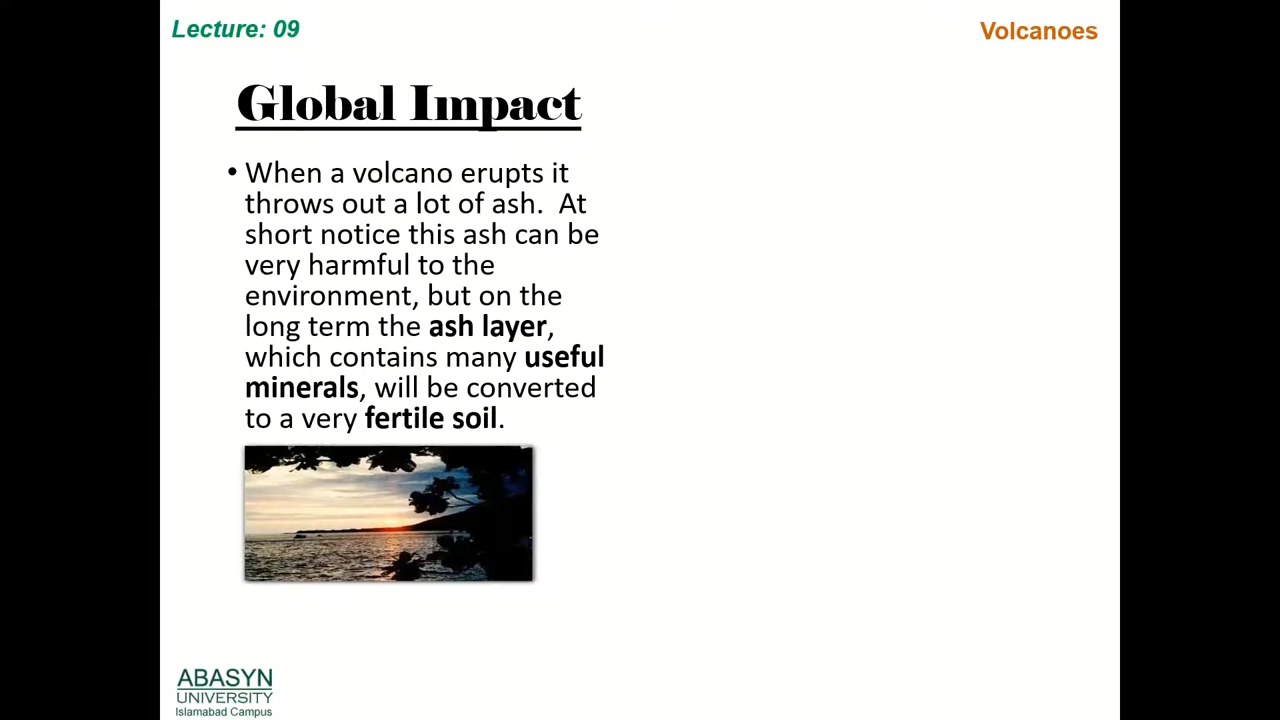 Lecture: 09
Volcanoes
Global Impact
• When a volcano erupts it
throws out a lot of ash.  At
short notice this ash can be
very harmful to the
environment, but on the
long term the ash layer,
which contains many useful
minerals, will be converted
to a very fertile soil.
ABASYN
UNIVERSITY
Islamabad Campus